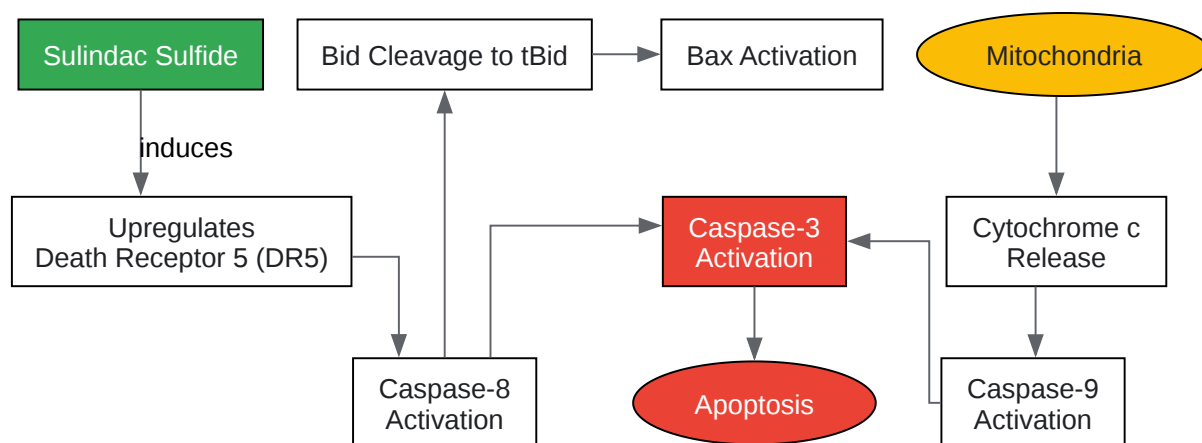 Sulindac Sulfide
Bid Cleavage to tBid
Bax Activation
Mitochondria
induces
Upregulates
Death Receptor 5 (DR5)
Caspase-3
Activation
Cytochrome c
Release
Caspase-8
Activation
Apoptosis
Caspase-9
Activation